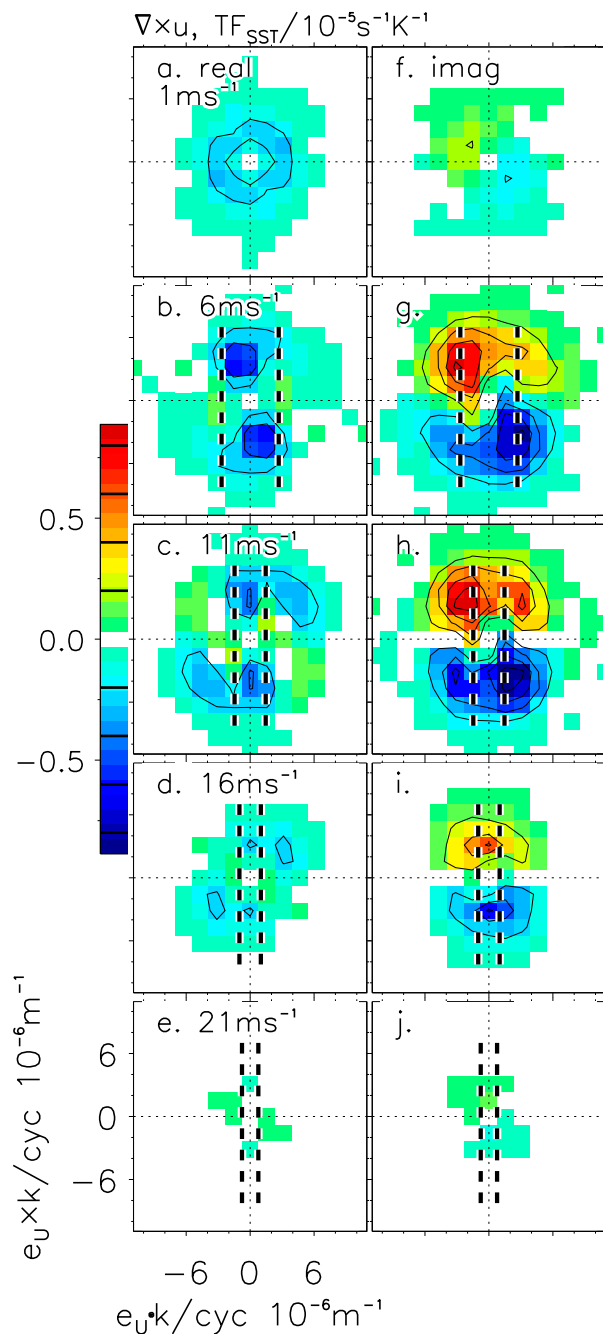 ∇×u, TF_SST/10⁻⁵s⁻¹K⁻¹
a. real
1ms⁻¹
f. imag
b. 6ms⁻¹
g.
0.5
c. 11ms⁻¹
h.
0.0
−0.5
d. 16ms⁻¹
i.
e. 21ms⁻¹
j.
6
0
−6
e_U×k/cyc 10⁻⁶m⁻¹
−6 0 6
e_U•k/cyc 10⁻⁶m⁻¹